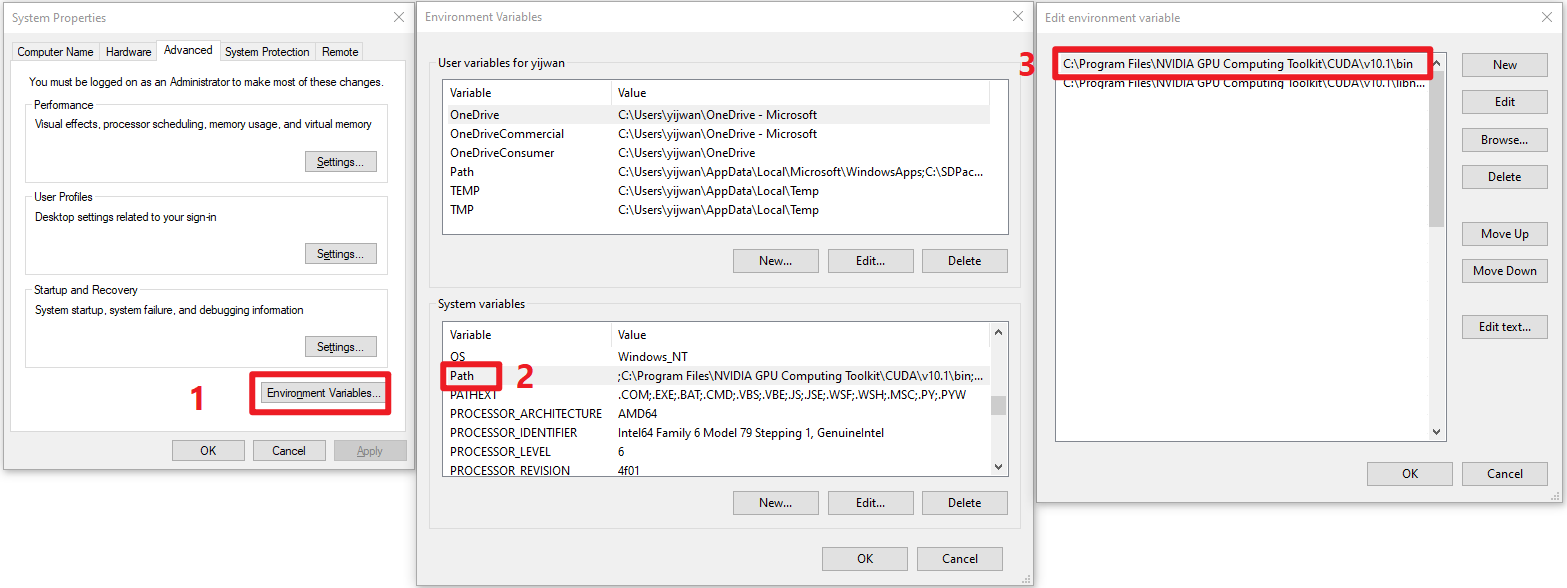 System Properties
Computer Name Hardware Advanced System Protection Remote
You must be logged on as an Administrator to make most of these changes.
Performance
Visual effects, processor scheduling, memory usage, and virtual memory
Settings...
User Profiles
Desktop settings related to your sign-in
Settings...
Startup and Recovery
System startup, system failure, and debugging information
Settings...
1 Environment Variables...
OK Cancel Apply
Environment Variables
User variables for yijwan
Variable Value
OneDrive C:\Users\yijwan\OneDrive - Microsoft
OneDriveCommercial C:\Users\yijwan\OneDrive - Microsoft
OneDriveConsumer C:\Users\yijwan\OneDrive
Path C:\Users\yijwan\AppData\Local\Microsoft\WindowsApps;C:\SDPac...
TEMP C:\Users\yijwan\AppData\Local\Temp
TMP C:\Users\yijwan\AppData\Local\Temp
New... Edit... Delete
System variables
Variable Value
OS Windows_NT
Path 2 ;C:\Program Files\NVIDIA GPU Computing Toolkit\CUDA\v10.1\bin;...
PATHEXT .COM;.EXE;.BAT;.CMD;.VBS;.VBE;.JS;.JSE;.WSF;.WSH;.MSC;.PY;.PYW
PROCESSOR_ARCHITECTURE AMD64
PROCESSOR_IDENTIFIER Intel64 Family 6 Model 79 Stepping 1, GenuineIntel
PROCESSOR_LEVEL 6
PROCESSOR_REVISION 4f01
New... Edit... Delete
OK Cancel
Edit environment variable
3 C:\Program Files\NVIDIA GPU Computing Toolkit\CUDA\v10.1\bin
C:\Program Files\NVIDIA GPU Computing Toolkit\CUDA\v10.1\libn...
New
Edit
Browse...
Delete
Move Up
Move Down
Edit text...
OK Cancel